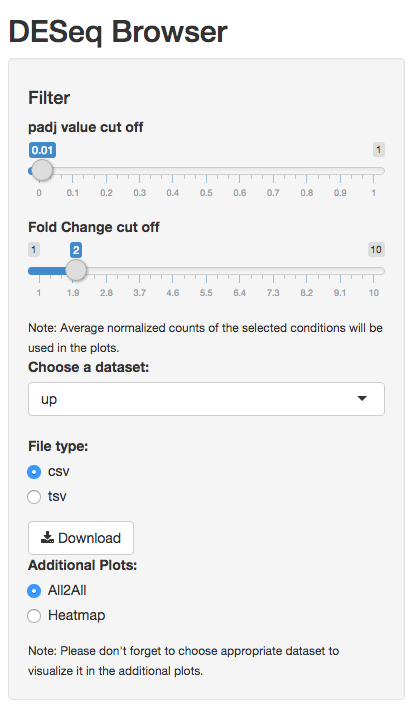 DESeq Browser
Filter
padj value cut off
0.01 1
0 0.1 0.2 0.3 0.4 0.5 0.6 0.7 0.8 0.9 1
Fold Change cut off
1 2 10
1 1.9 2.8 3.7 4.6 5.5 6.4 7.3 8.2 9.1 10
Note: Average normalized counts of the selected conditions will be
used in the plots.
Choose a dataset:
up
File type:
csv
tsv
Download
Additional Plots:
All2All
Heatmap
Note: Please don't forget to choose appropriate dataset to
visualize it in the additional plots.